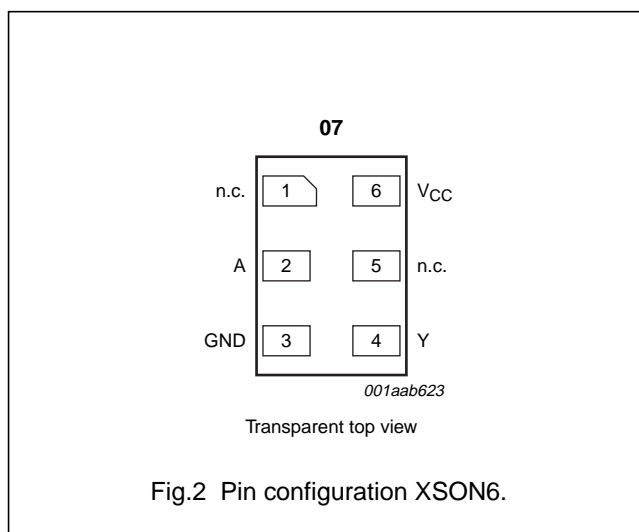 07
n.c. 1 6 VCC
A 2 5 n.c.
GND 3 4 Y
001aab623
Transparent top view
Fig.2 Pin configuration XSON6.